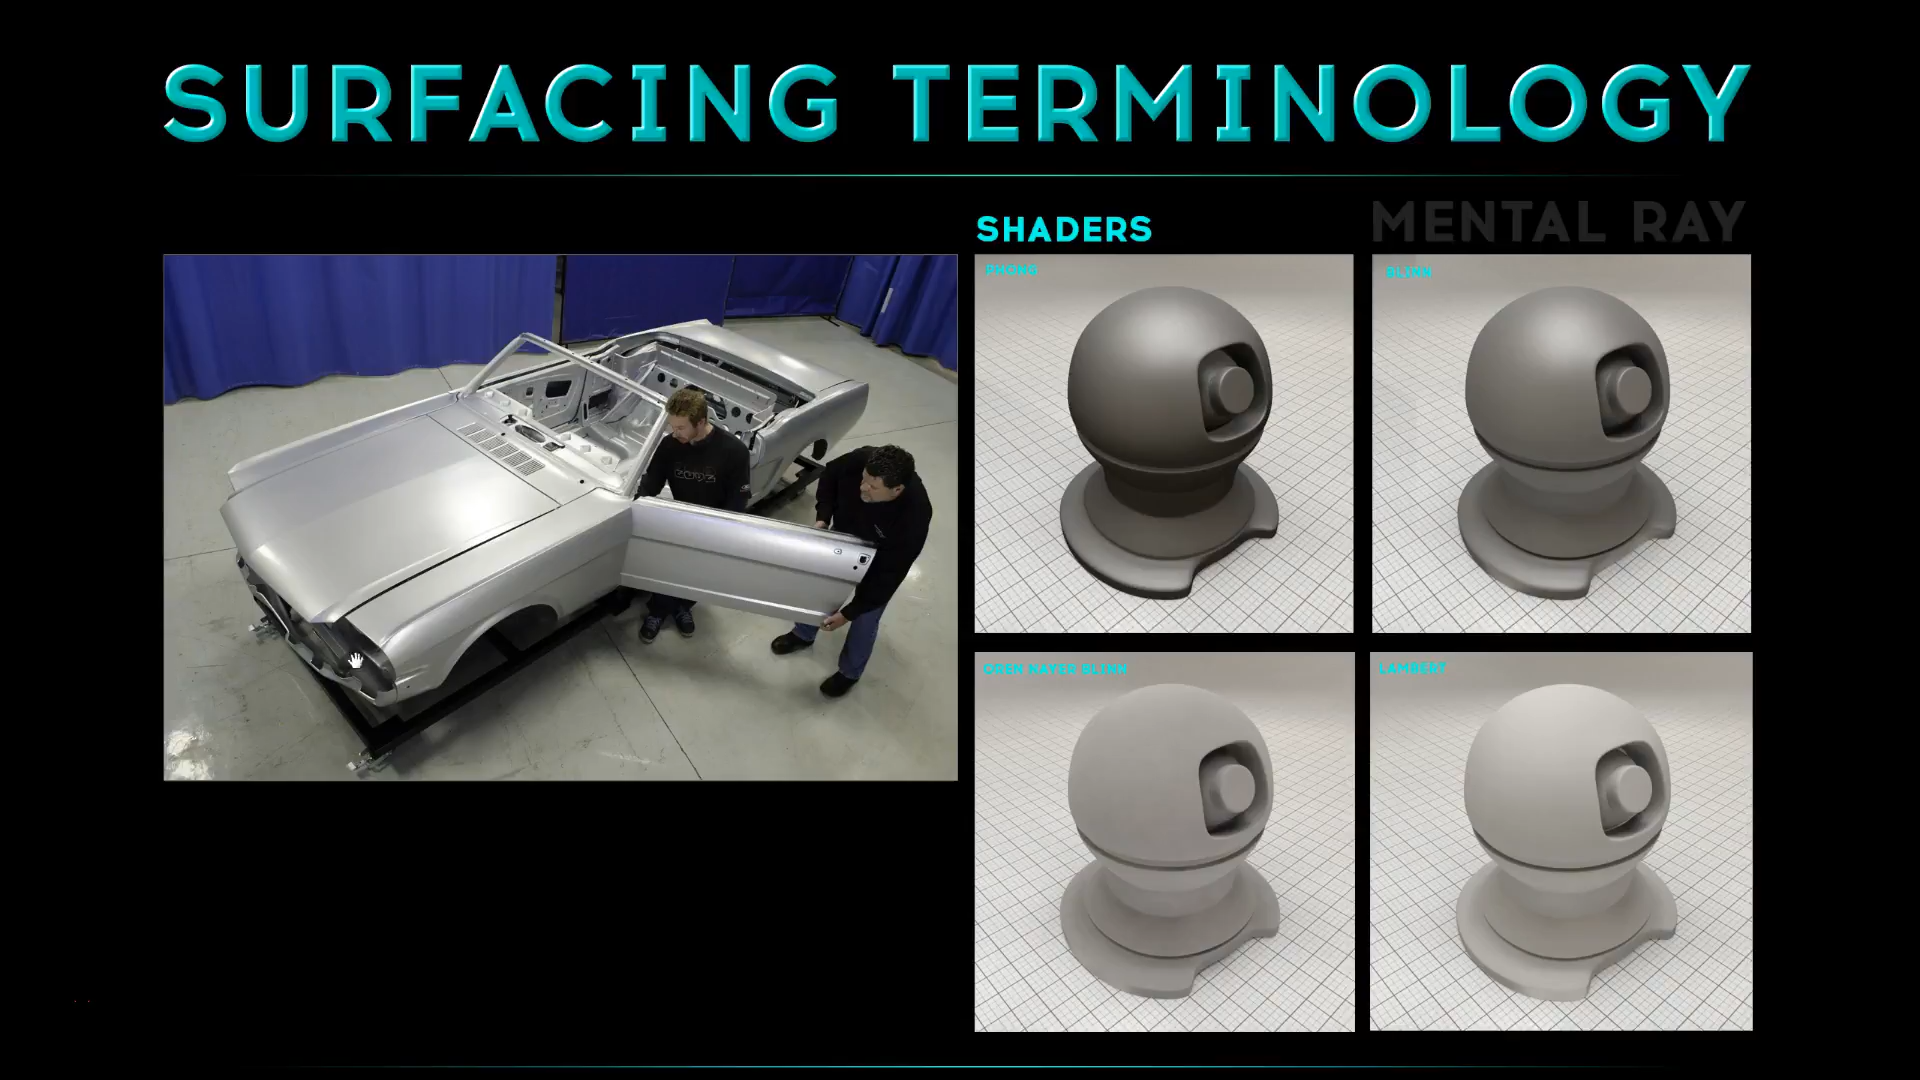 SURFACING TERMINOLOGY
SHADERS
MENTAL RAY
PHONG
BLINN
OREN NAYER BLINN
LAMBERT